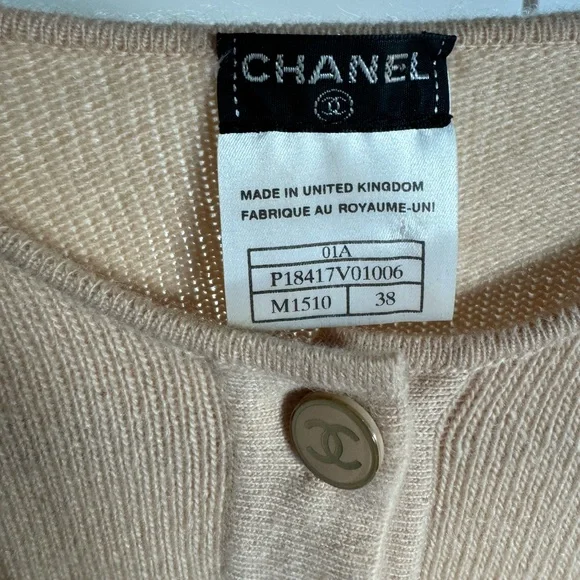 CHANEL
MADE IN UNITED KINGDOM
FABRIQUE AU ROYAUME-UNI
01A
P18417V01006
M1510 38